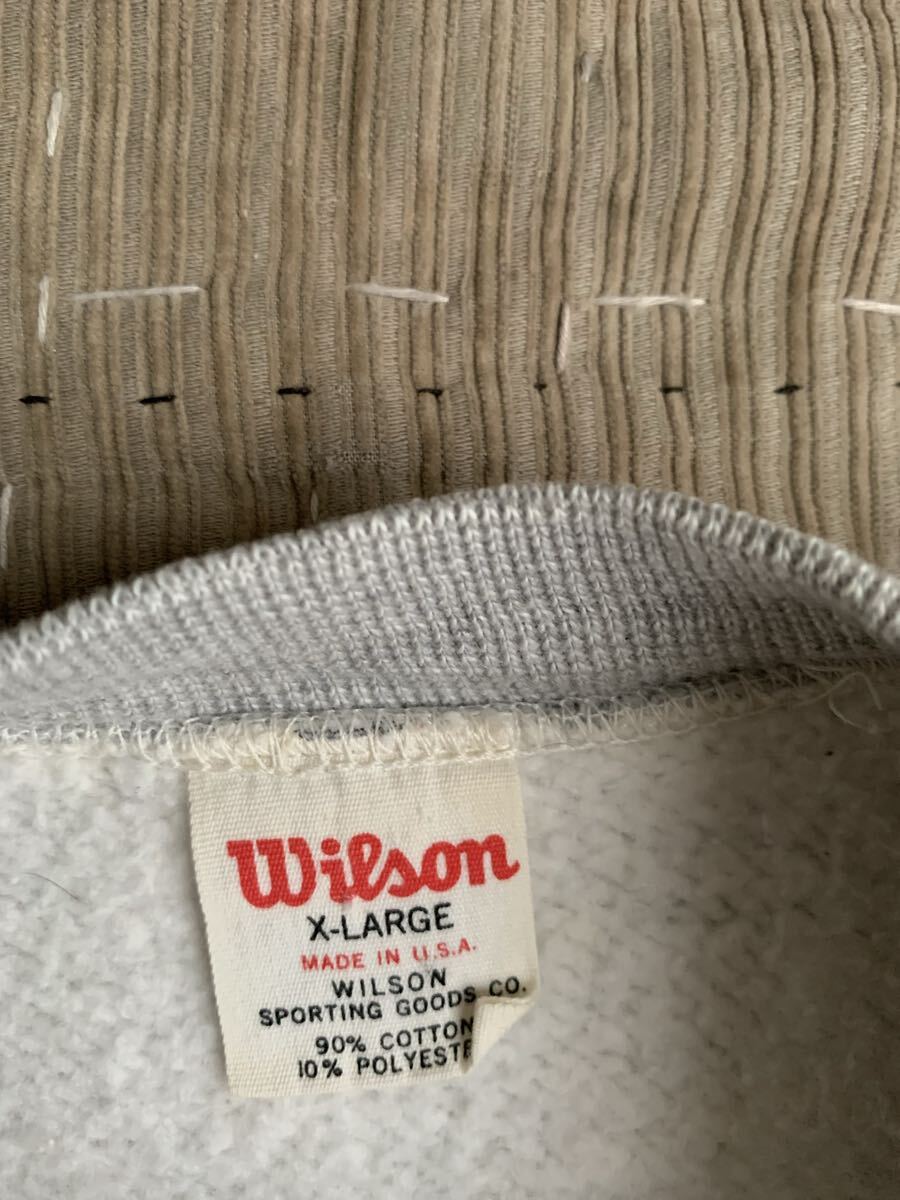 Wilson
X-LARGE
MADE IN U.S.A.
WILSON
SPORTING GOODS CO.
90% COTTON
10% POLYESTE